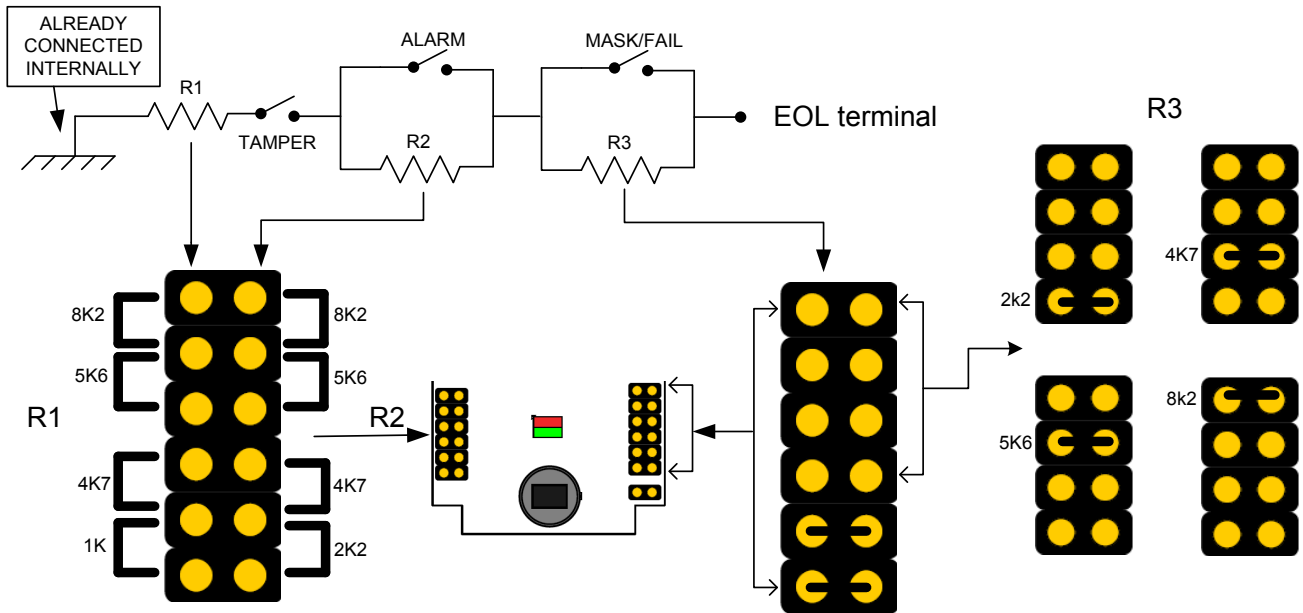 ALREADY
CONNECTED
INTERNALLY
R1
TAMPER
ALARM
R2
MASK/FAIL
R3
EOL terminal
R3
8K2
5K6
R1
4K7
1K
8K2
5K6
R2
4K7
2K2
2k2
4K7
5K6
8k2